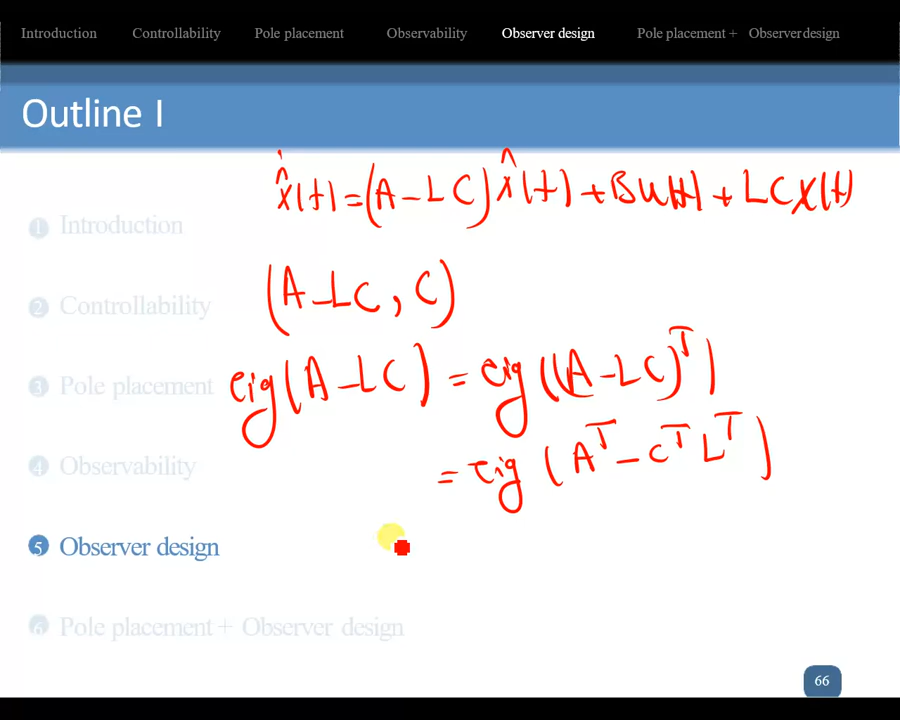 Introduction Controllability Pole placement Observability Observer design Pole placement + Observer design
Outline I
x̂̇(t) = (A - LC) x̂(t) + Bu(t) + LCx(t)
1 Introduction
(A - LC, C)
2 Controllability
eig(A - LC) = eig((A - LC)ᵀ)
3 Pole placement
= eig(Aᵀ - Cᵀ Lᵀ)
4 Observability
5 Observer design
6 Pole placement + Observer design
66